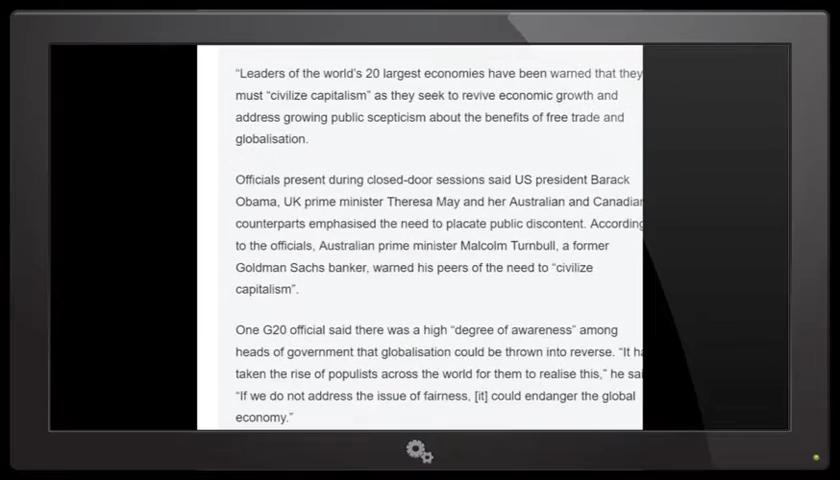 “Leaders of the world’s 20 largest economies have been warned that they
must “civilize capitalism” as they seek to revive economic growth and
address growing public scepticism about the benefits of free trade and
globalisation.
Officials present during closed-door sessions said US president Barack
Obama, UK prime minister Theresa May and her Australian and Canadian
counterparts emphasised the need to placate public discontent. According
to the officials, Australian prime minister Malcolm Turnbull, a former
Goldman Sachs banker, warned his peers of the need to “civilize
capitalism”.
One G20 official said there was a high “degree of awareness” among
heads of government that globalisation could be thrown into reverse. “It
taken the rise of populists across the world for them to realise this,” he
“If we do not address the issue of fairness, [it] could endanger the global
economy.”